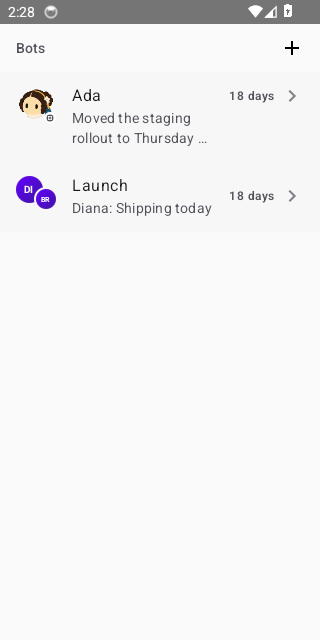 2:28
Bots
Ada
18 days
Moved the staging
rollout to Thursday ...
DI
BR
Launch
18 days
Diana: Shipping today